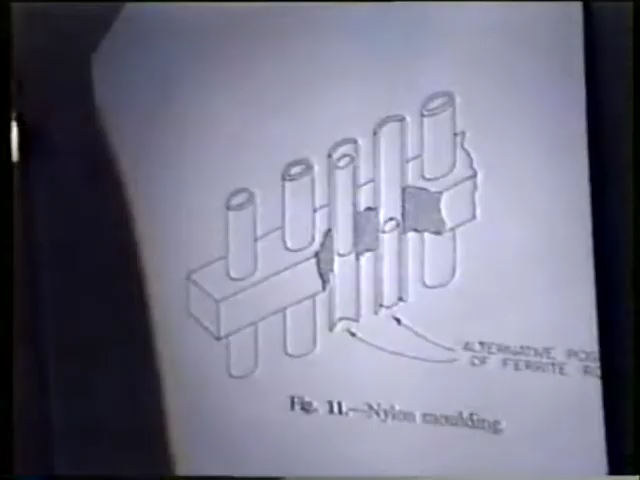 ALTERNATIVE POS
OF FERRITE RO
Fig. 11.—Nylon moulding.